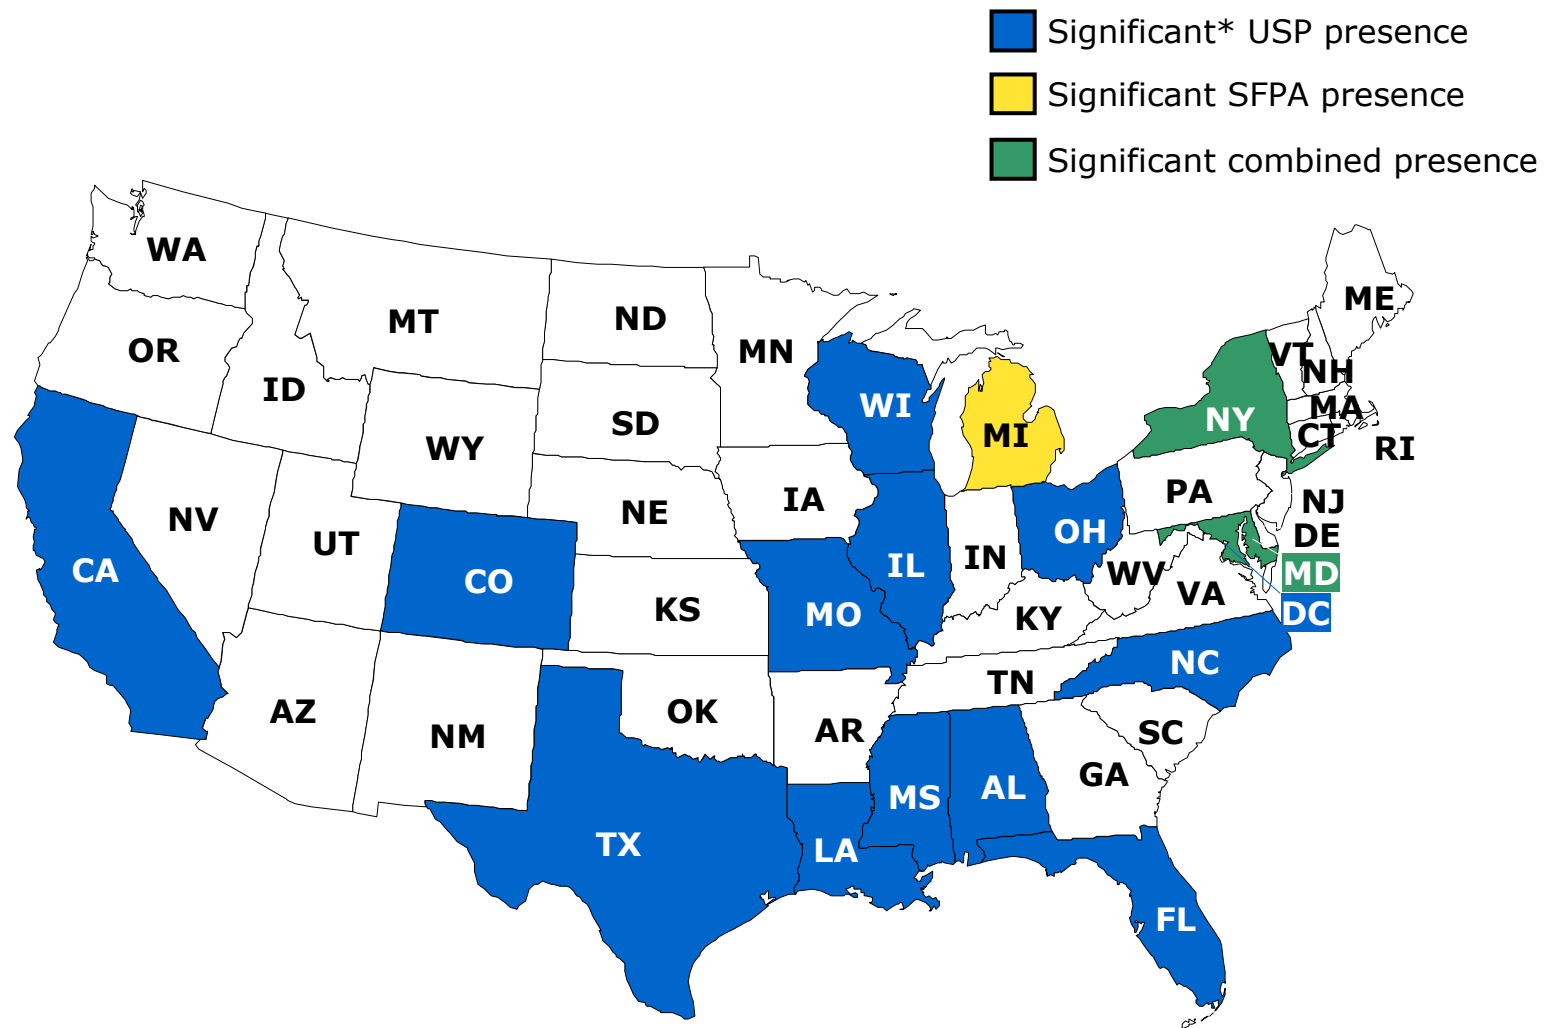 Significant* USP presence
Significant SFPA presence
Significant combined presence
WA
ME
MT
ND
OR
MN
VT
NH
ID
WI
MA
SD
NY
MI
CT
WY
RI
PA
IA
NJ
NE
NV
OH
DE
UT
IN
IL
CA
MD
WV
CO
VA
KS
MO
DC
KY
NC
TN
AZ
OK
AR
SC
NM
GA
AL
MS
TX
LA
FL